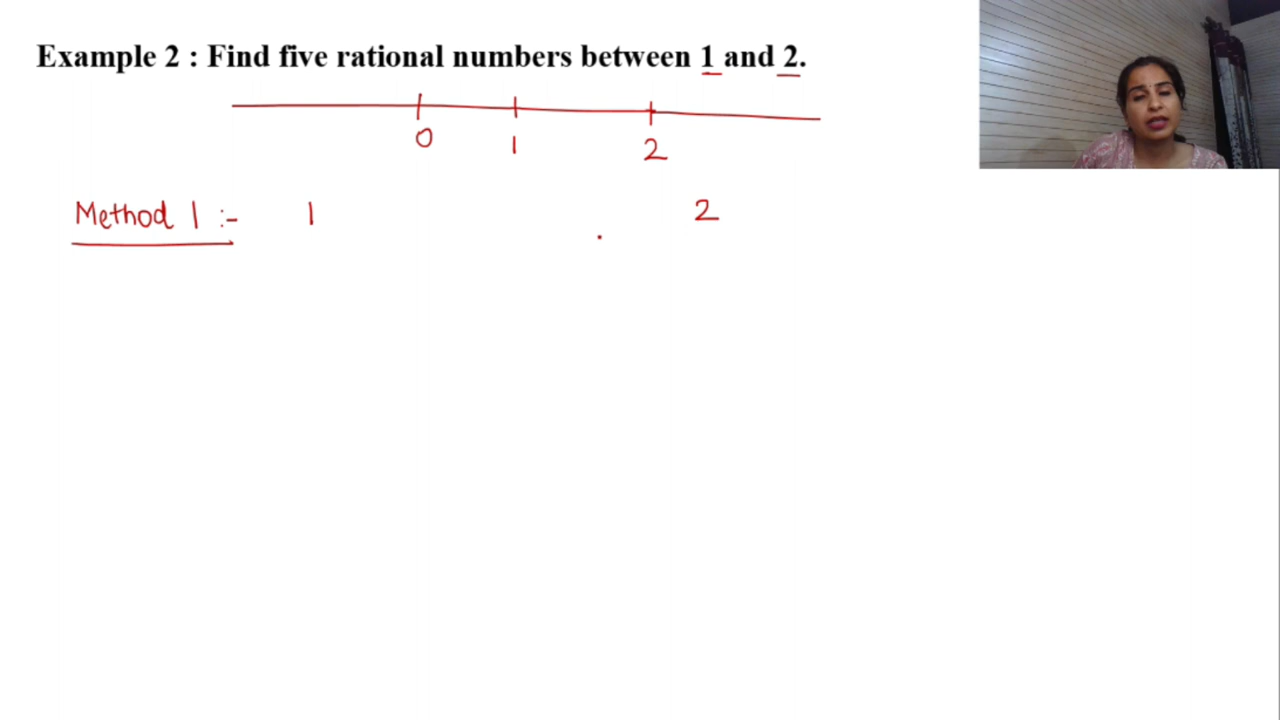 Example 2 : Find five rational numbers between 1 and 2.
0 1 2
Method 1 :- 1 2